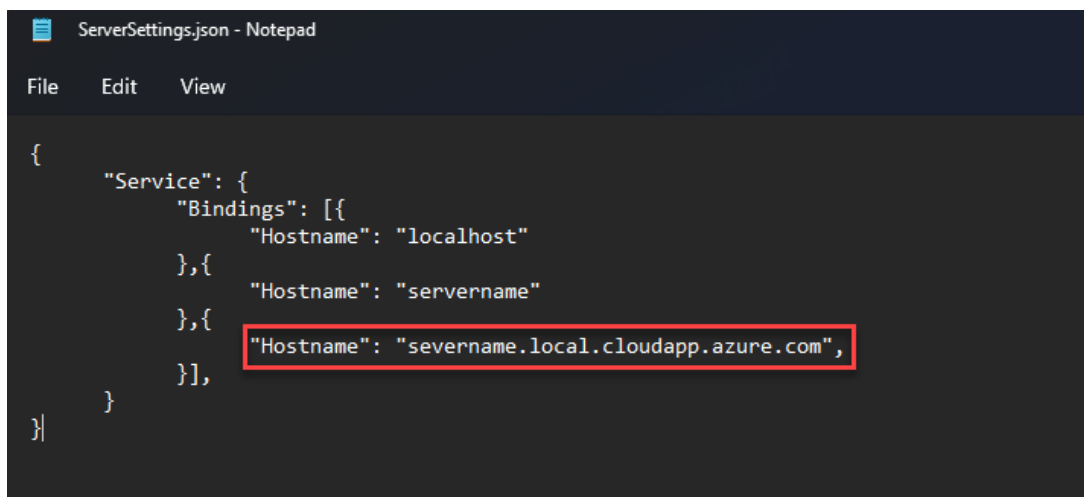 ServerSettings.json - Notepad
File Edit View
{
"Service": {
"Bindings": [{
"Hostname": "localhost"
},{
"Hostname": "servername"
},{
"Hostname": "severname.local.cloudapp.azure.com",
}],
}
}